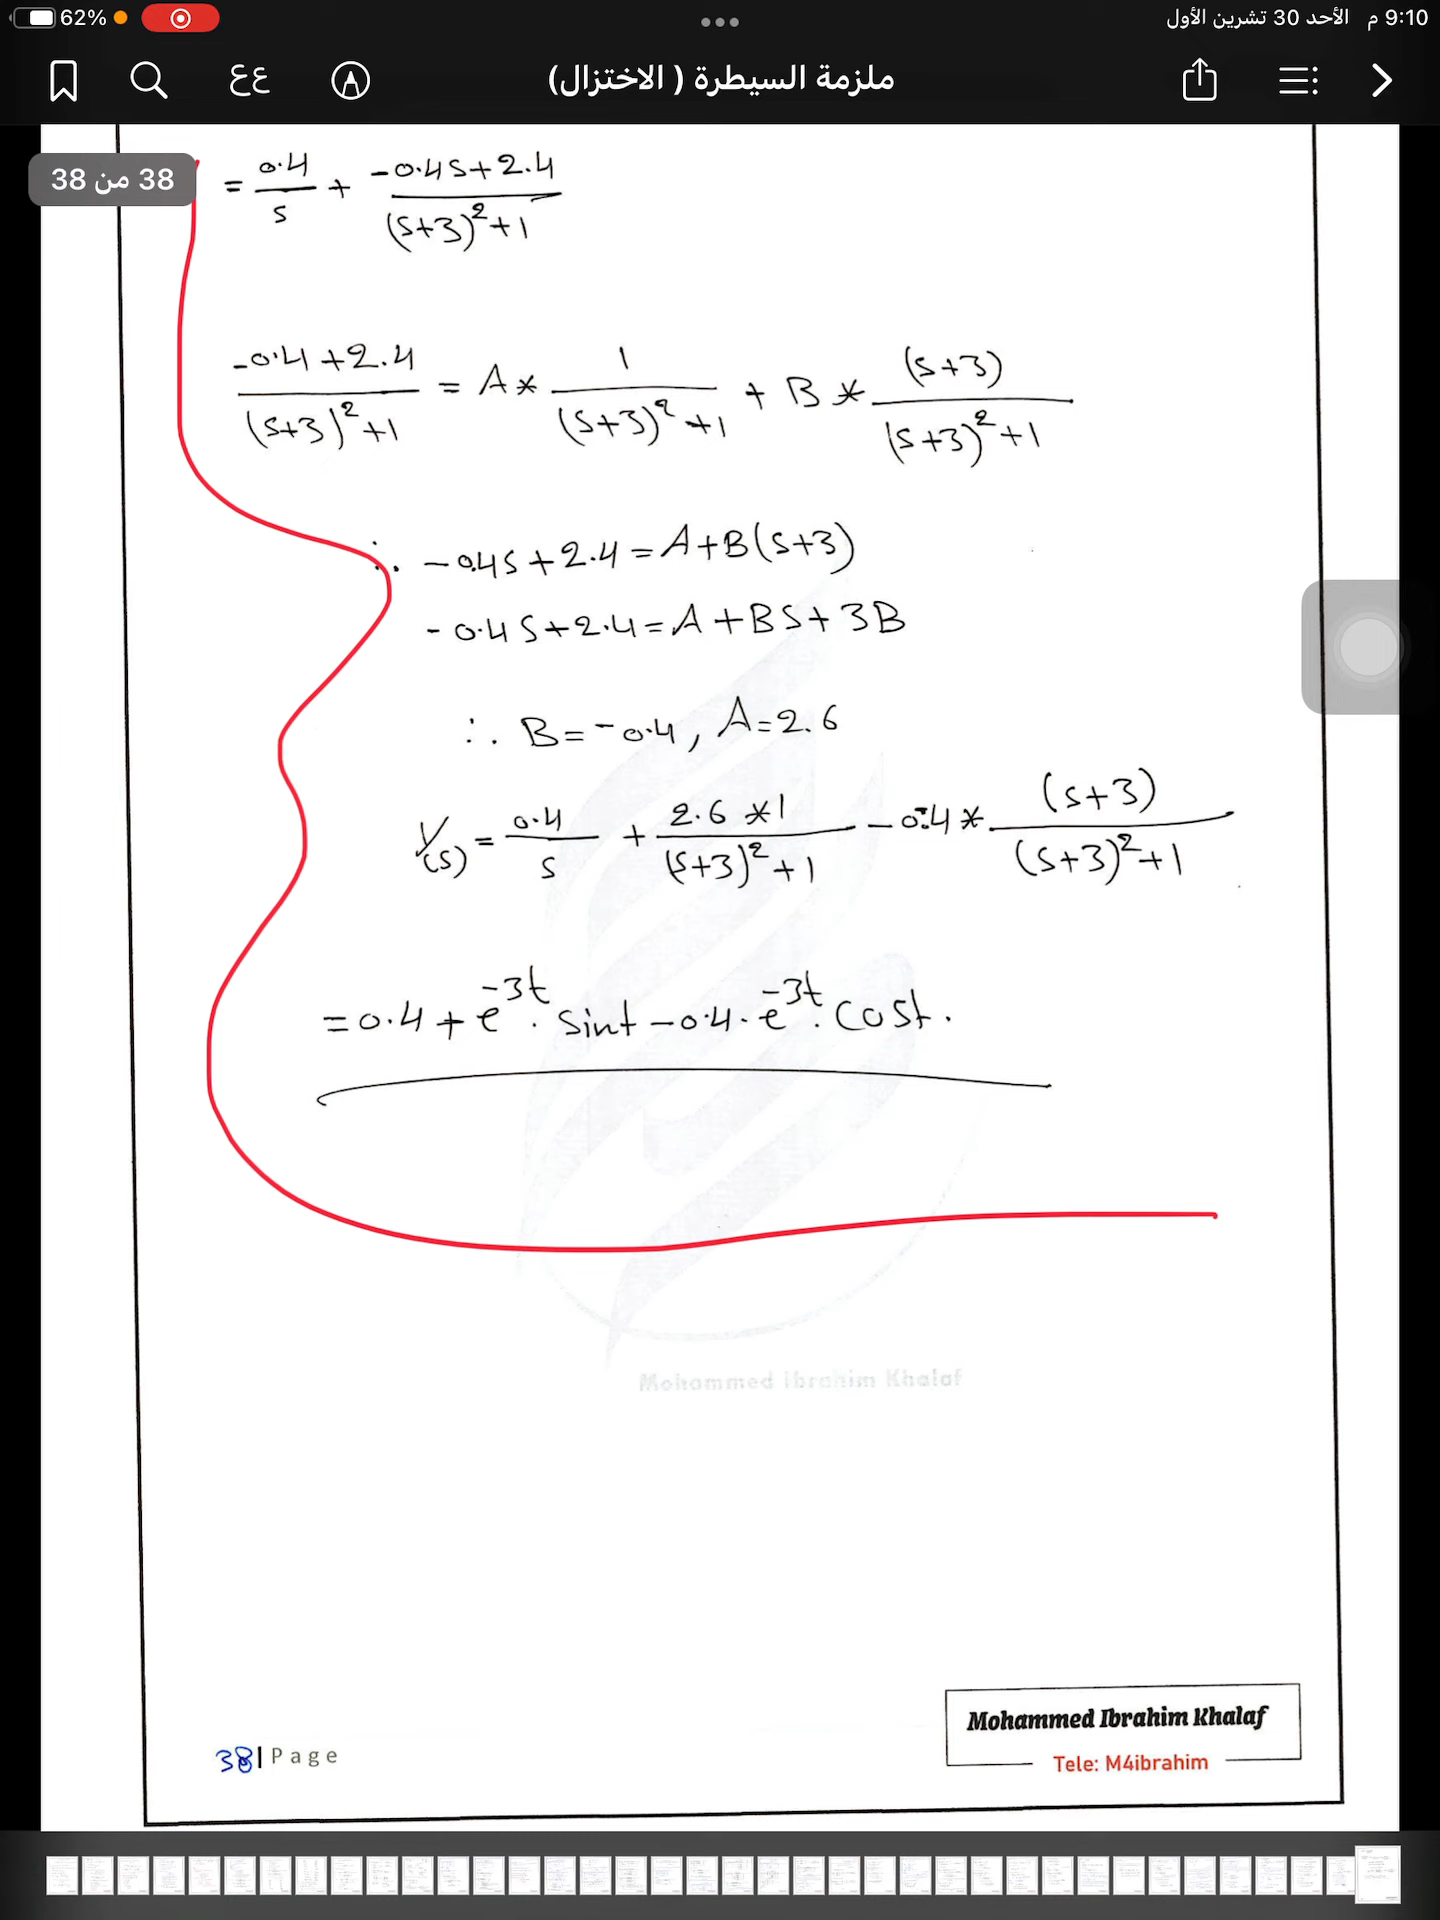 62%
9:10 م الأحد 30 تشرين الأول
عع
ملزمة السيطرة ( الاختزال)
38 من 38
= 0.4/s + (-0.4s+2.4)/((s+3)²+1)
(-0.4+2.4)/((s+3)²+1) = A * 1/((s+3)²+1) + B * (s+3)/((s+3)²+1)
∴ -0.4s+2.4=A+B(s+3)
-0.4s+2.4=A+BS+3B
∴ B=-0.4, A=2.6
V(s) = 0.4/s + (2.6*1)/((s+3)²+1) - 0.4 * (s+3)/((s+3)²+1)
=0.4+e^-3t . sint -0.4.e^-3t . cost.
Mohammed Ibrahim Khalaf
Mohammed Ibrahim Khalaf
Tele: M4ibrahim
38| Page